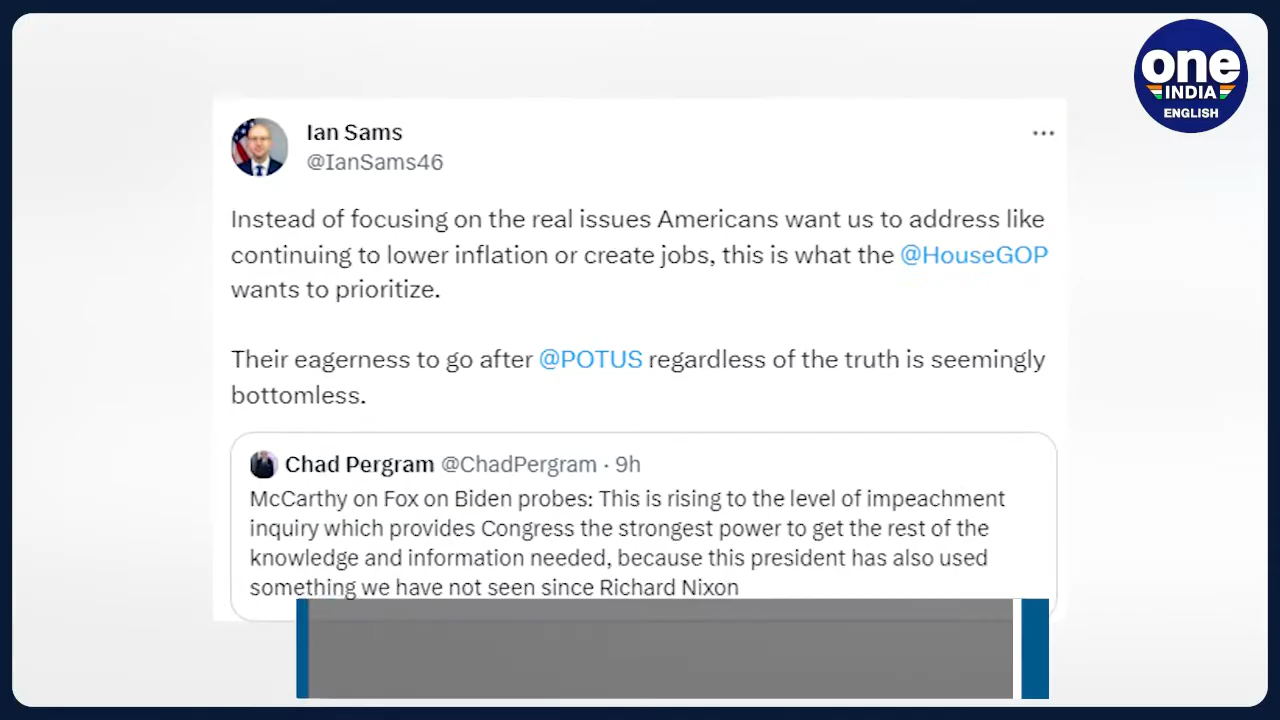 one
INDIA
ENGLISH
Ian Sams
@IanSams46
Instead of focusing on the real issues Americans want us to address like
continuing to lower inflation or create jobs, this is what the @HouseGOP
wants to prioritize.
Their eagerness to go after @POTUS regardless of the truth is seemingly
bottomless.
Chad Pergram @ChadPergram · 9h
McCarthy on Fox on Biden probes: This is rising to the level of impeachment
inquiry which provides Congress the strongest power to get the rest of the
knowledge and information needed, because this president has also used
something we have not seen since Richard Nixon